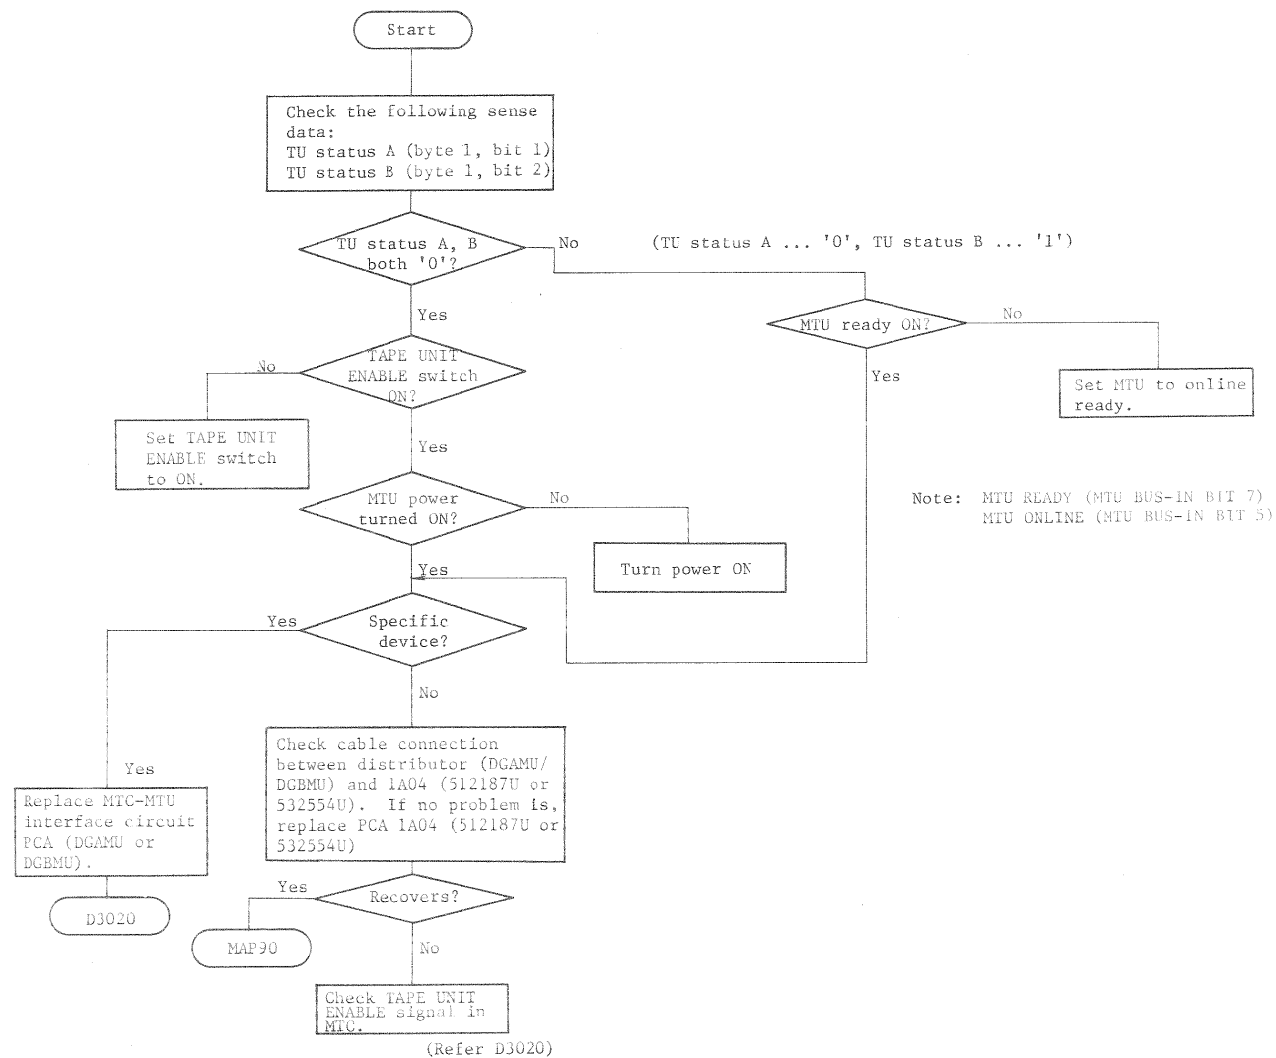 Start
Check the following sense
data:
TU status A (byte 1, bit 1)
TU status B (byte 1, bit 2)
TU status A, B
both '0'?
No
(TU status A ... '0', TU status B ... '1')
Yes
MTU ready ON?
No
Yes
Set MTU to online
ready.
TAPE UNIT
ENABLE switch
ON?
No
Set TAPE UNIT
ENABLE switch
to ON.
Yes
MTU power
turned ON?
No
Turn power ON
Note: MTU READY (MTU BUS-IN BIT 7)
MTU ONLINE (MTU BUS-IN BIT 5)
Yes
Specific
device?
Yes
No
Yes
Replace MTC-MTU
interface circuit
PCA (DGAMU or
DGBMU).
D3020
Check cable connection
between distributor (DGAMU/
DGBMU) and 1A04 (512187U or
532554U). If no problem is,
replace PCA 1A04 (512187U or
532554U)
Recovers?
Yes
MAP90
No
Check TAPE UNIT
ENABLE signal in
MTC.
(Refer D3020)